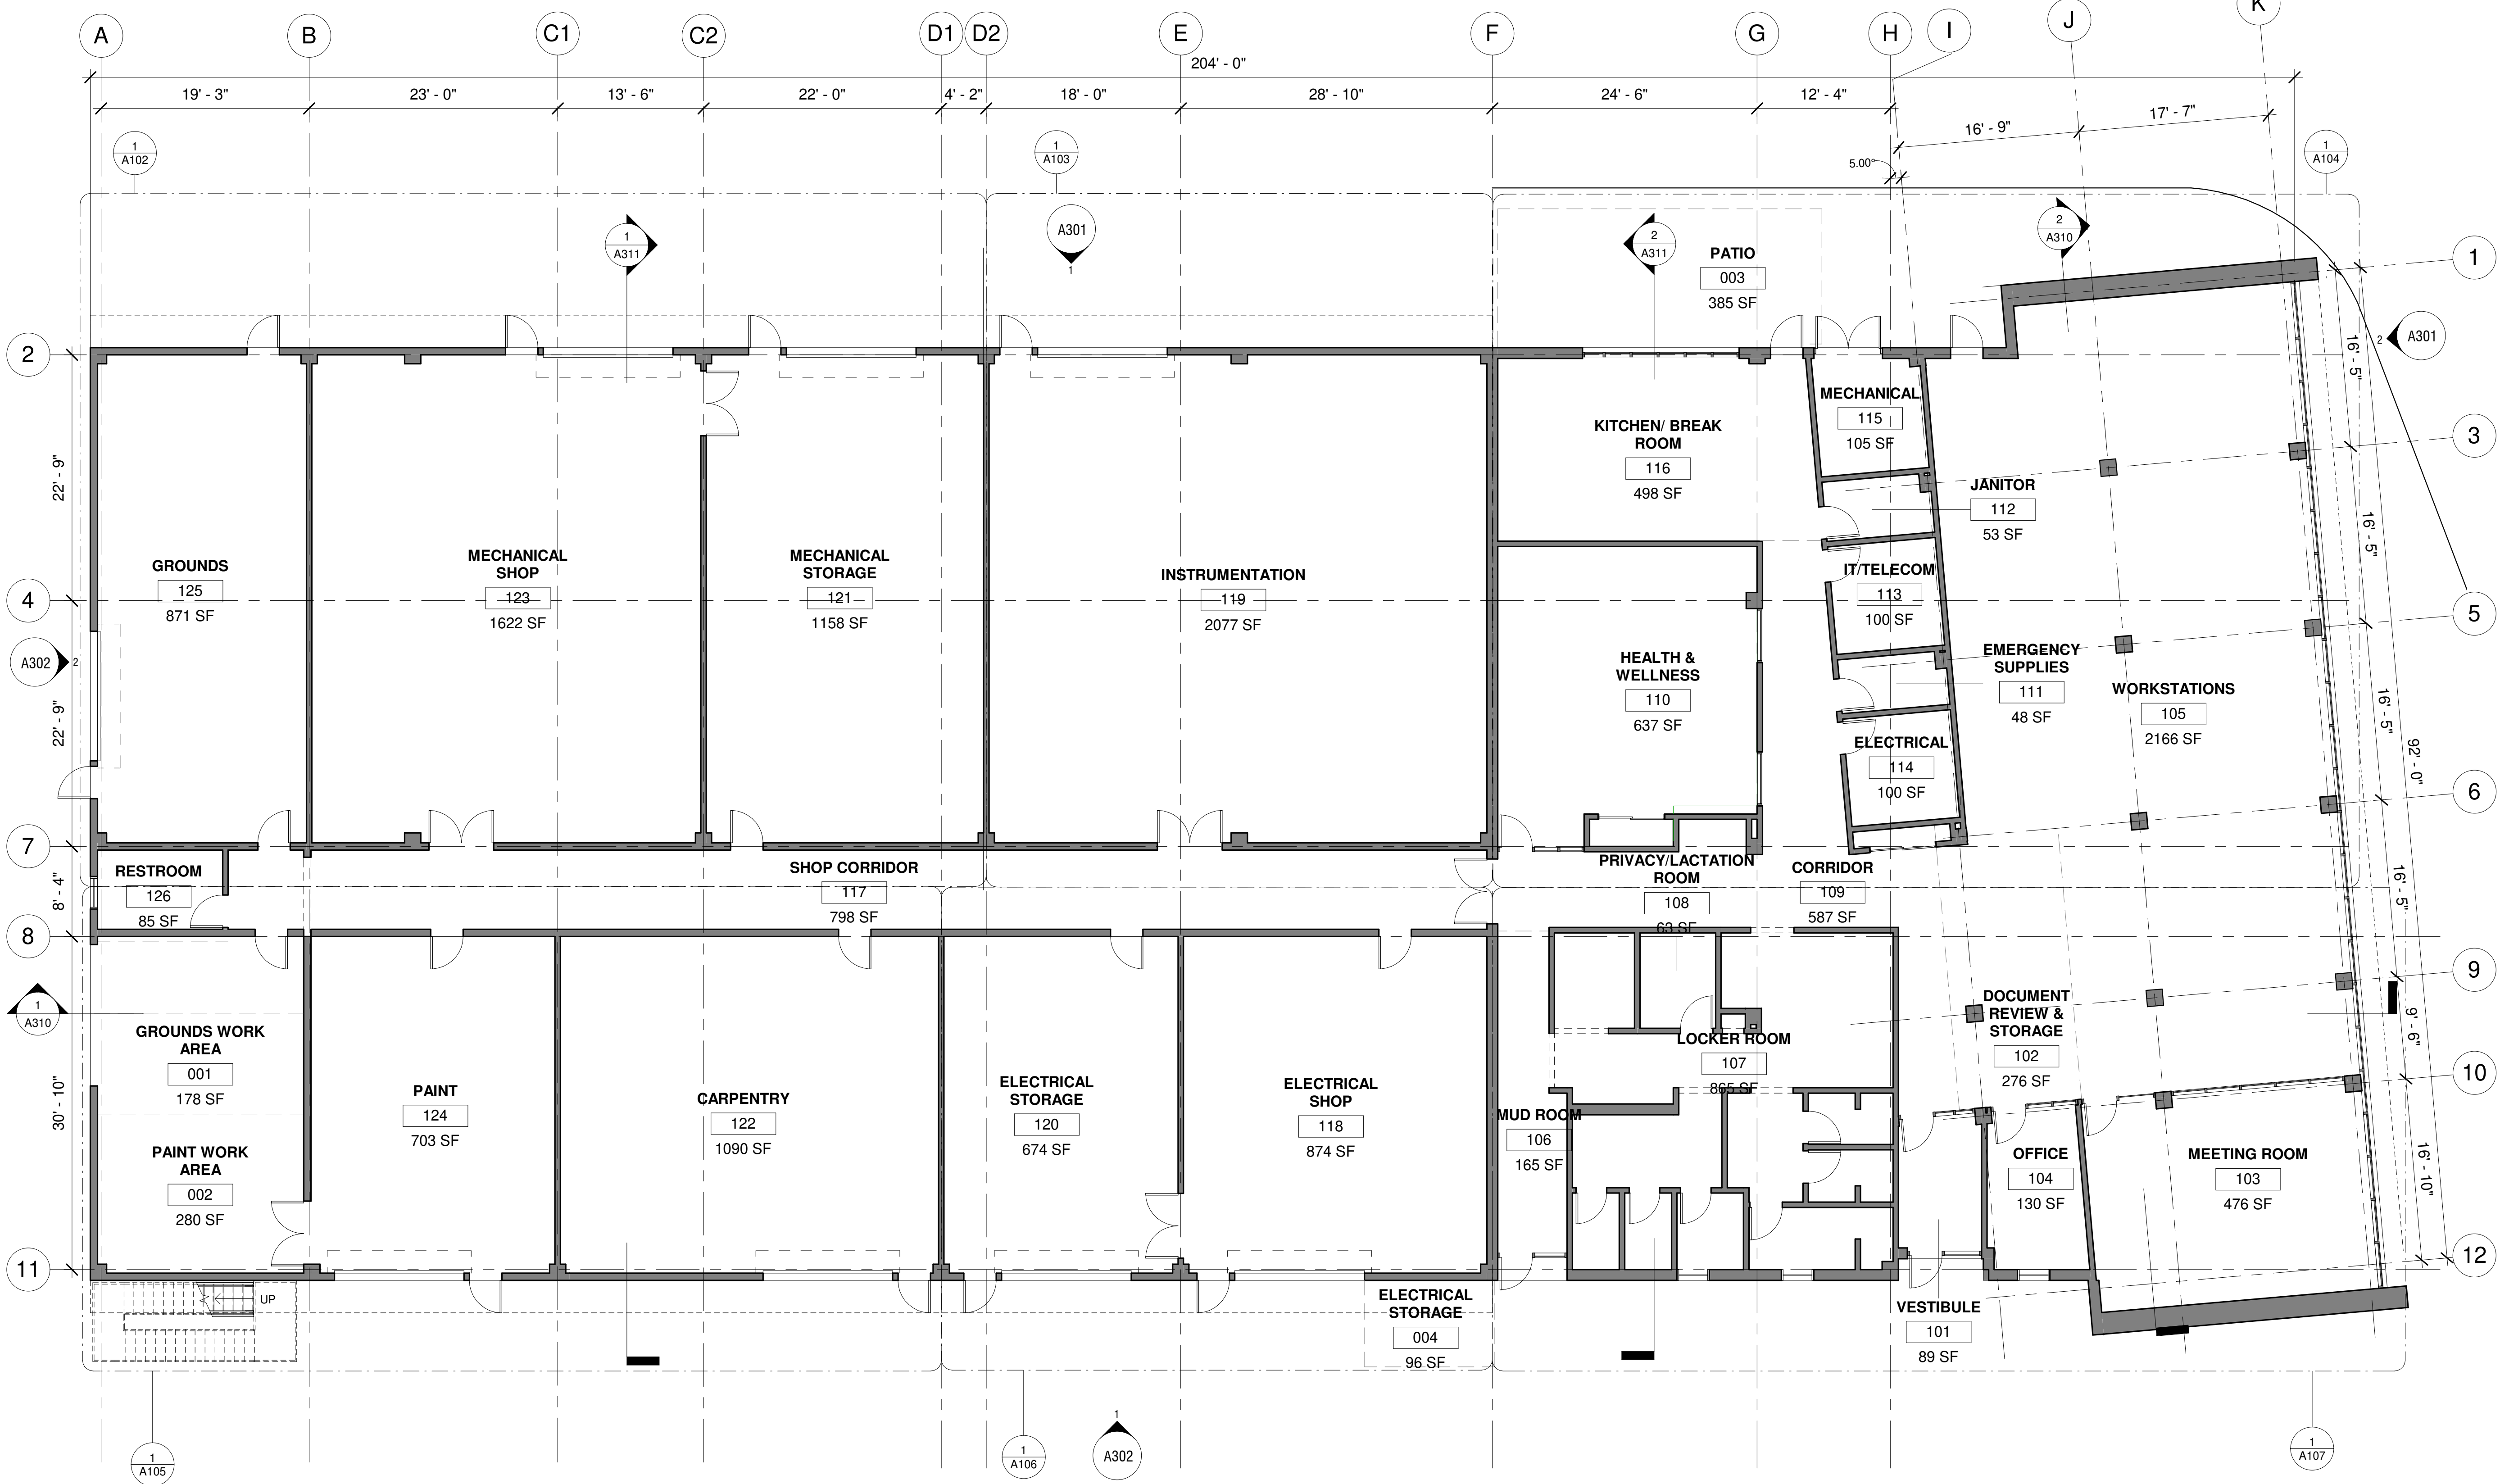 A B C1 C2 D1 D2 E F G H I J K
204' - 0"
19' - 3" 23' - 0" 13' - 6" 22' - 0" 4' - 2" 18' - 0" 28' - 10" 24' - 6" 12' - 4"
16' - 9" 17' - 7"
5.00°
1
A102
1
A103
1
A104
1
A311
A301
1
2
A311
2
A310
PATIO
003
385 SF
1
2
2
A301
16' - 5"
MECHANICAL
115
105 SF
KITCHEN/ BREAK
ROOM
116
498 SF
3
22' - 9"
JANITOR
112
53 SF
16' - 5"
GROUNDS
125
871 SF
MECHANICAL
SHOP
123
1622 SF
MECHANICAL
STORAGE
121
1158 SF
INSTRUMENTATION
119
2077 SF
IT/TELECOM
113
100 SF
4
5
A302
2
HEALTH &
WELLNESS
110
637 SF
EMERGENCY
SUPPLIES
111
48 SF
WORKSTATIONS
105
2166 SF
16' - 5"
22' - 9"
92' - 0"
ELECTRICAL
114
100 SF
6
7
RESTROOM
126
85 SF
SHOP CORRIDOR
117
798 SF
PRIVACY/LACTATION
ROOM
108
63 SF
CORRIDOR
109
587 SF
8' - 4"
16' - 5"
8
9
1
A310
GROUNDS WORK
AREA
001
178 SF
DOCUMENT
REVIEW &
STORAGE
102
276 SF
9' - 6"
LOCKER ROOM
107
865 SF
10
30' - 10"
PAINT
124
703 SF
CARPENTRY
122
1090 SF
ELECTRICAL
STORAGE
120
674 SF
ELECTRICAL
SHOP
118
874 SF
MUD ROOM
106
165 SF
PAINT WORK
AREA
002
280 SF
OFFICE
104
130 SF
MEETING ROOM
103
476 SF
16' - 10"
11
12
UP
ELECTRICAL
STORAGE
004
96 SF
VESTIBULE
101
89 SF
1
A105
1
A106
1
A302
1
A107